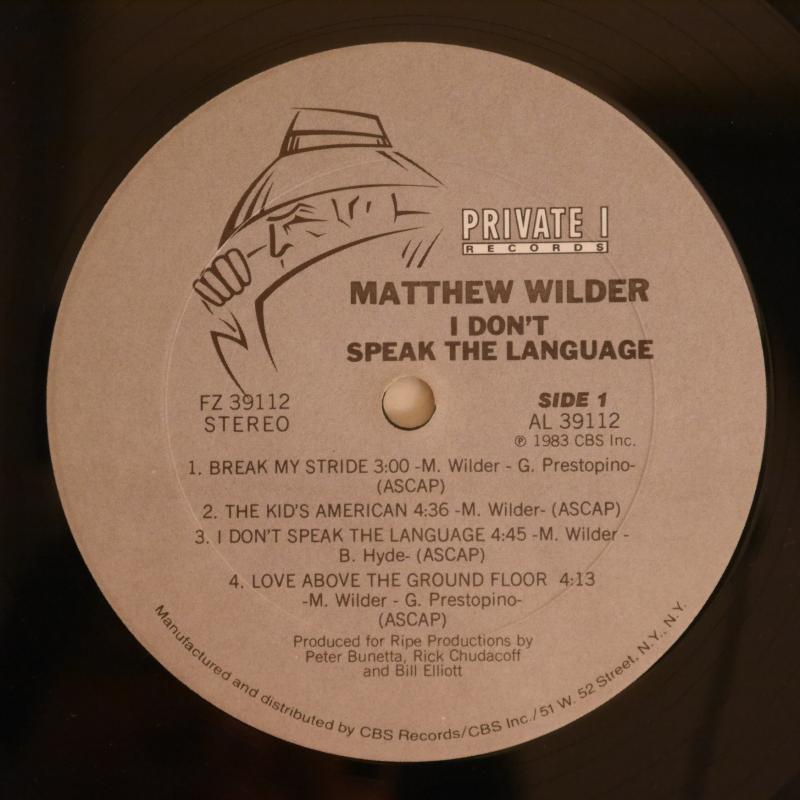 PRIVATE I
RECORDS
MATTHEW WILDER
I DON'T
SPEAK THE LANGUAGE
FZ 39112
STEREO
SIDE 1
AL 39112
℗ 1983 CBS Inc.
1. BREAK MY STRIDE 3:00 -M. Wilder - G. Prestopino-
(ASCAP)
2. THE KID'S AMERICAN 4:36 -M. Wilder- (ASCAP)
3. I DON'T SPEAK THE LANGUAGE 4:45 -M. Wilder -
B. Hyde- (ASCAP)
4. LOVE ABOVE THE GROUND FLOOR 4:13
-M. Wilder - G. Prestopino-
(ASCAP)
Produced for Ripe Productions by
Peter Bunetta, Rick Chudacoff
and Bill Elliott
Manufactured and distributed by CBS Records/CBS Inc./51 W. 52 Street, N.Y., N.Y.